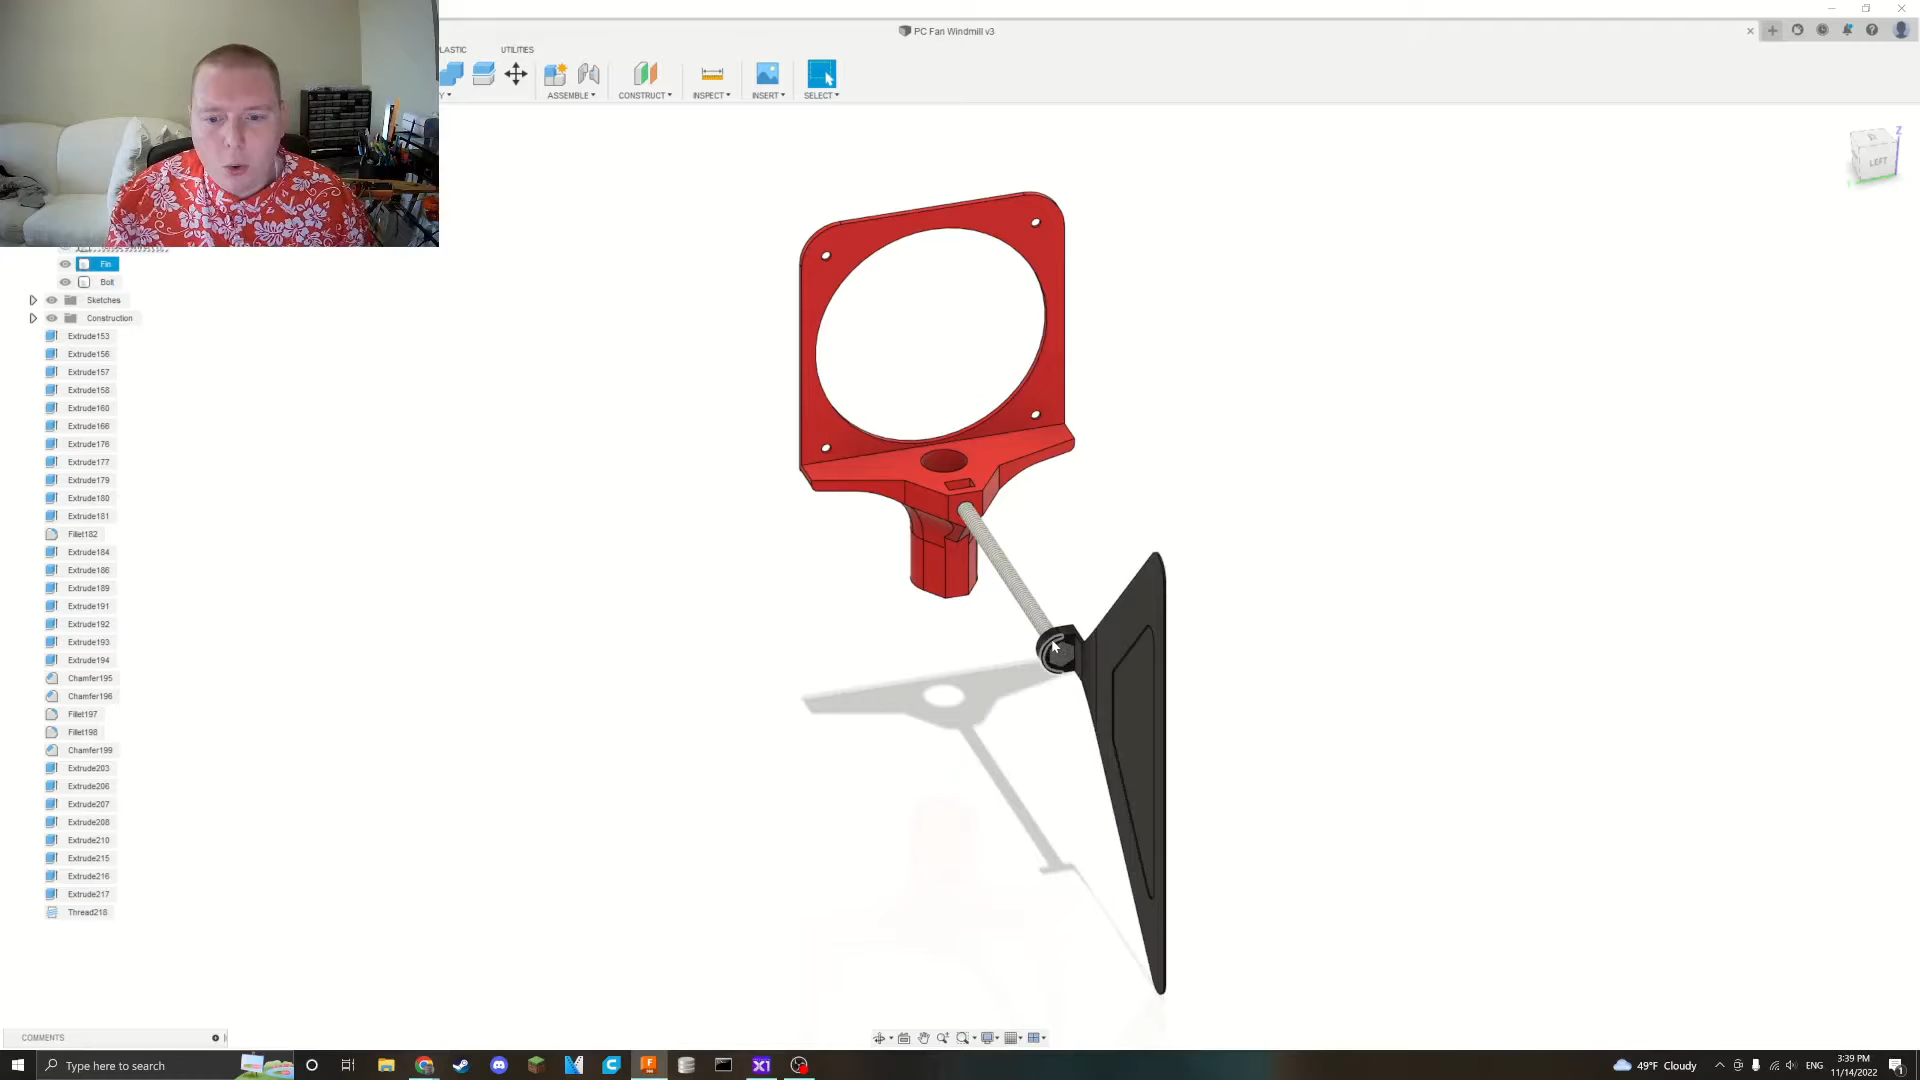 PC Fan Windmill v3
PLASTIC
UTILITIES
ASSEMBLE
CONSTRUCT
INSPECT
INSERT
SELECT
Z
LEFT
Fin
Bolt
Sketches
Construction
Extrude153
Extrude156
Extrude157
Extrude158
Extrude160
Extrude166
Extrude176
Extrude177
Extrude179
Extrude180
Extrude181
Fillet182
Extrude184
Extrude186
Extrude189
Extrude191
Extrude192
Extrude193
Extrude194
Chamfer195
Chamfer196
Fillet197
Fillet198
Chamfer199
Extrude203
Extrude206
Extrude207
Extrude208
Extrude210
Extrude215
Extrude216
Extrude217
Thread218
COMMENTS
Type here to search
X1
49°F Cloudy
ENG
3:39 PM
11/14/2022